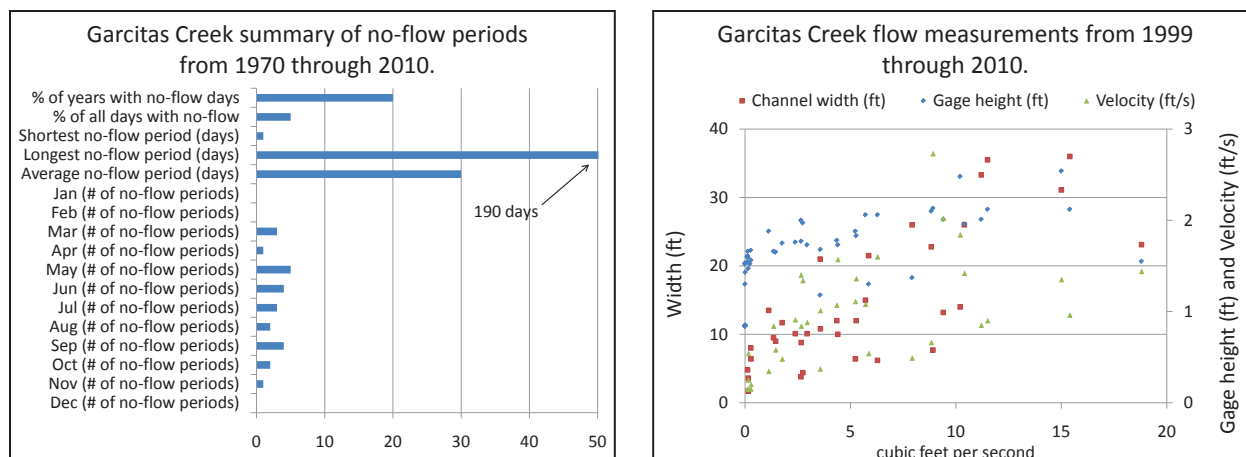 Garcitas Creek summary of no-flow periods
from 1970 through 2010.
% of years with no-flow days
% of all days with no-flow
Shortest no-flow period (days)
Longest no-flow period (days)
Average no-flow period (days)
Jan (# of no-flow periods)
Feb (# of no-flow periods)
Mar (# of no-flow periods)
Apr (# of no-flow periods)
May (# of no-flow periods)
Jun (# of no-flow periods)
Jul (# of no-flow periods)
Aug (# of no-flow periods)
Sep (# of no-flow periods)
Oct (# of no-flow periods)
Nov (# of no-flow periods)
Dec (# of no-flow periods)
190 days
0 10 20 30 40 50
Garcitas Creek flow measurements from 1999
through 2010.
Channel width (ft) Gage height (ft) Velocity (ft/s)
Width (ft)
40
30
20
10
0
3
2
1
0
Gage height (ft) and Velocity (ft/s)
0 5 10 15 20
cubic feet per second